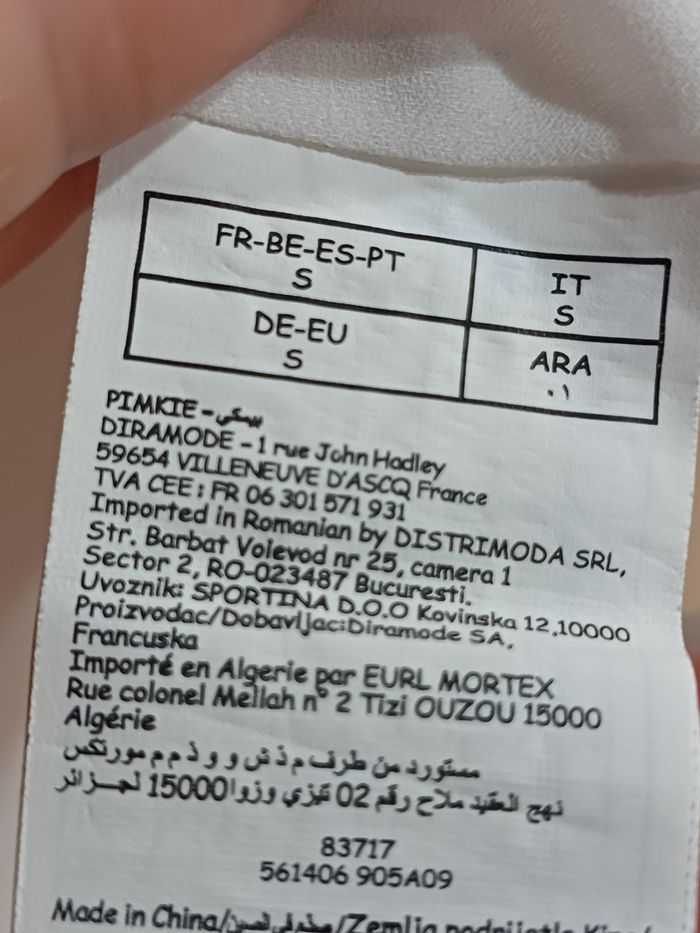 FR-BE-ES-PT
S
IT
S
DE-EU
S
ARA
٠١
PIMKIE - بيمكي
DIRAMODE - 1 rue John Hadley
59654 VILLENEUVE D'ASCQ France
TVA CEE : FR 06 301 571 931
Imported in Romanian by DISTRIMODA SRL,
Str. Barbat Voievod nr 25, camera 1
Sector 2, RO-023487 Bucuresti.
Uvoznik: SPORTINA D.O.O Kovinska 12,10000
Proizvodac/Dobavljac:Diramode SA,
Francuska
Importé en Algerie par EURL MORTEX
Rue colonel Mellah n° 2 Tizi OUZOU 15000
Algérie
مستورد من طرف م ذ ش و و ذ م م مورتكس
نهج العقيد ملاح رقم 02 تيزي وزو 15000 الجزائر
83717
561406 905A09
Made in China/ /Zemlja podrijetla